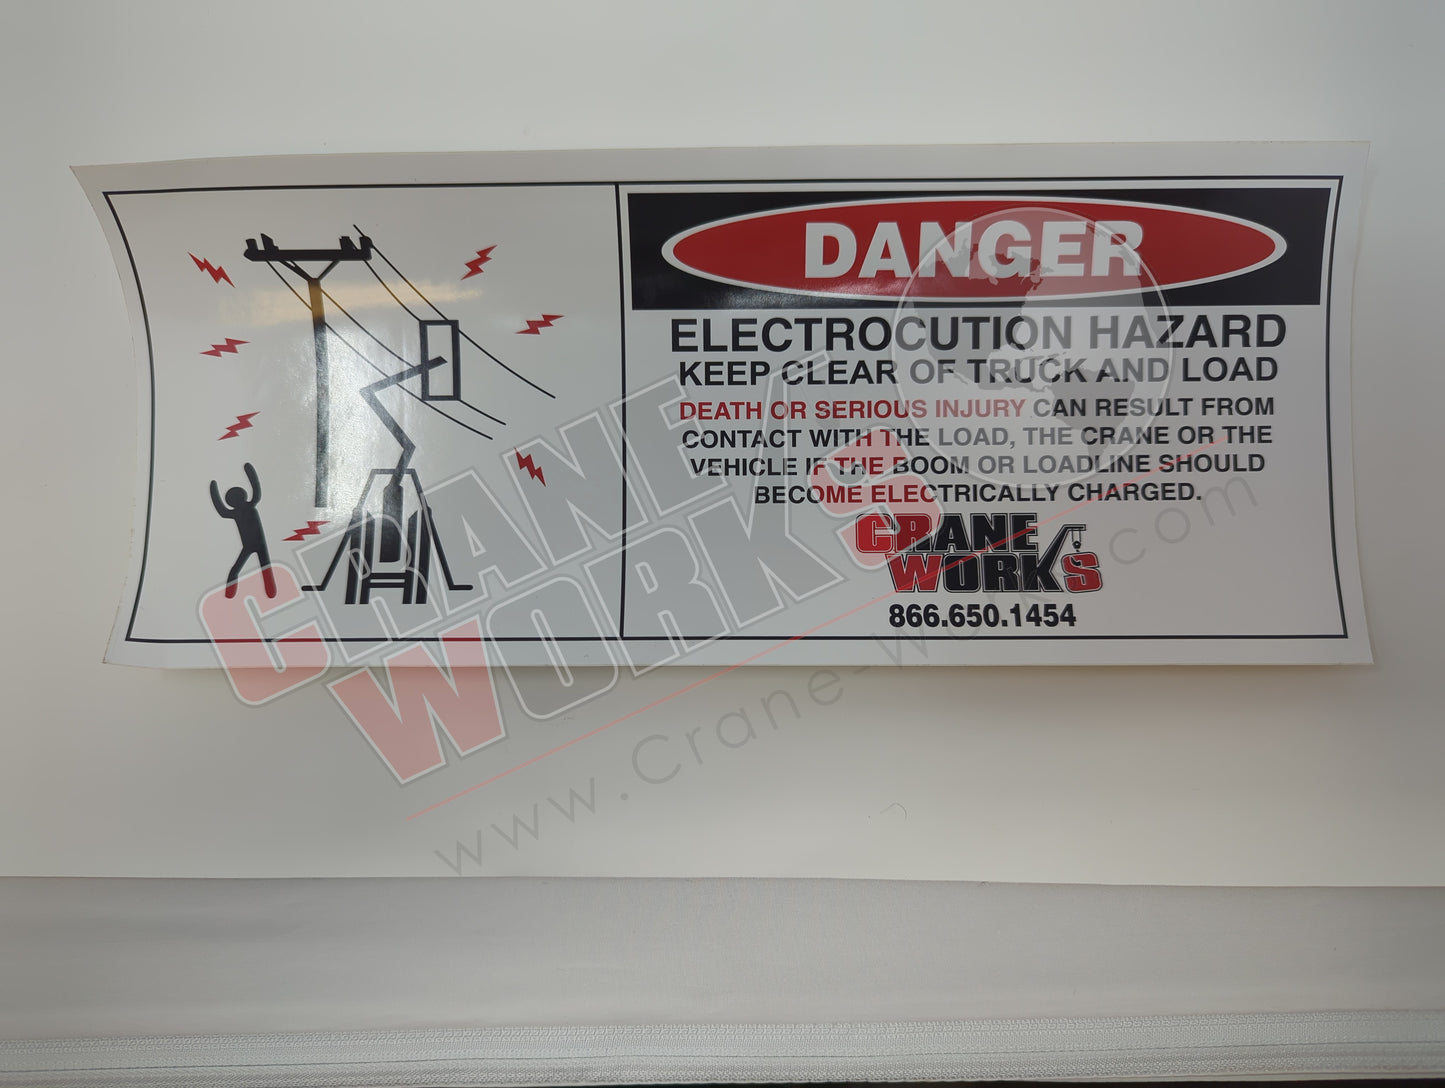 DANGER
ELECTROCUTION HAZARD
KEEP CLEAR OF TRUCK AND LOAD
DEATH OR SERIOUS INJURY CAN RESULT FROM
CONTACT WITH THE LOAD, THE CRANE OR THE
VEHICLE IF THE BOOM OR LOADLINE SHOULD
BECOME ELECTRICALLY CHARGED.
CRANE
WORKS
866.650.1454
CRANE
WORKS
www.Crane-works.com